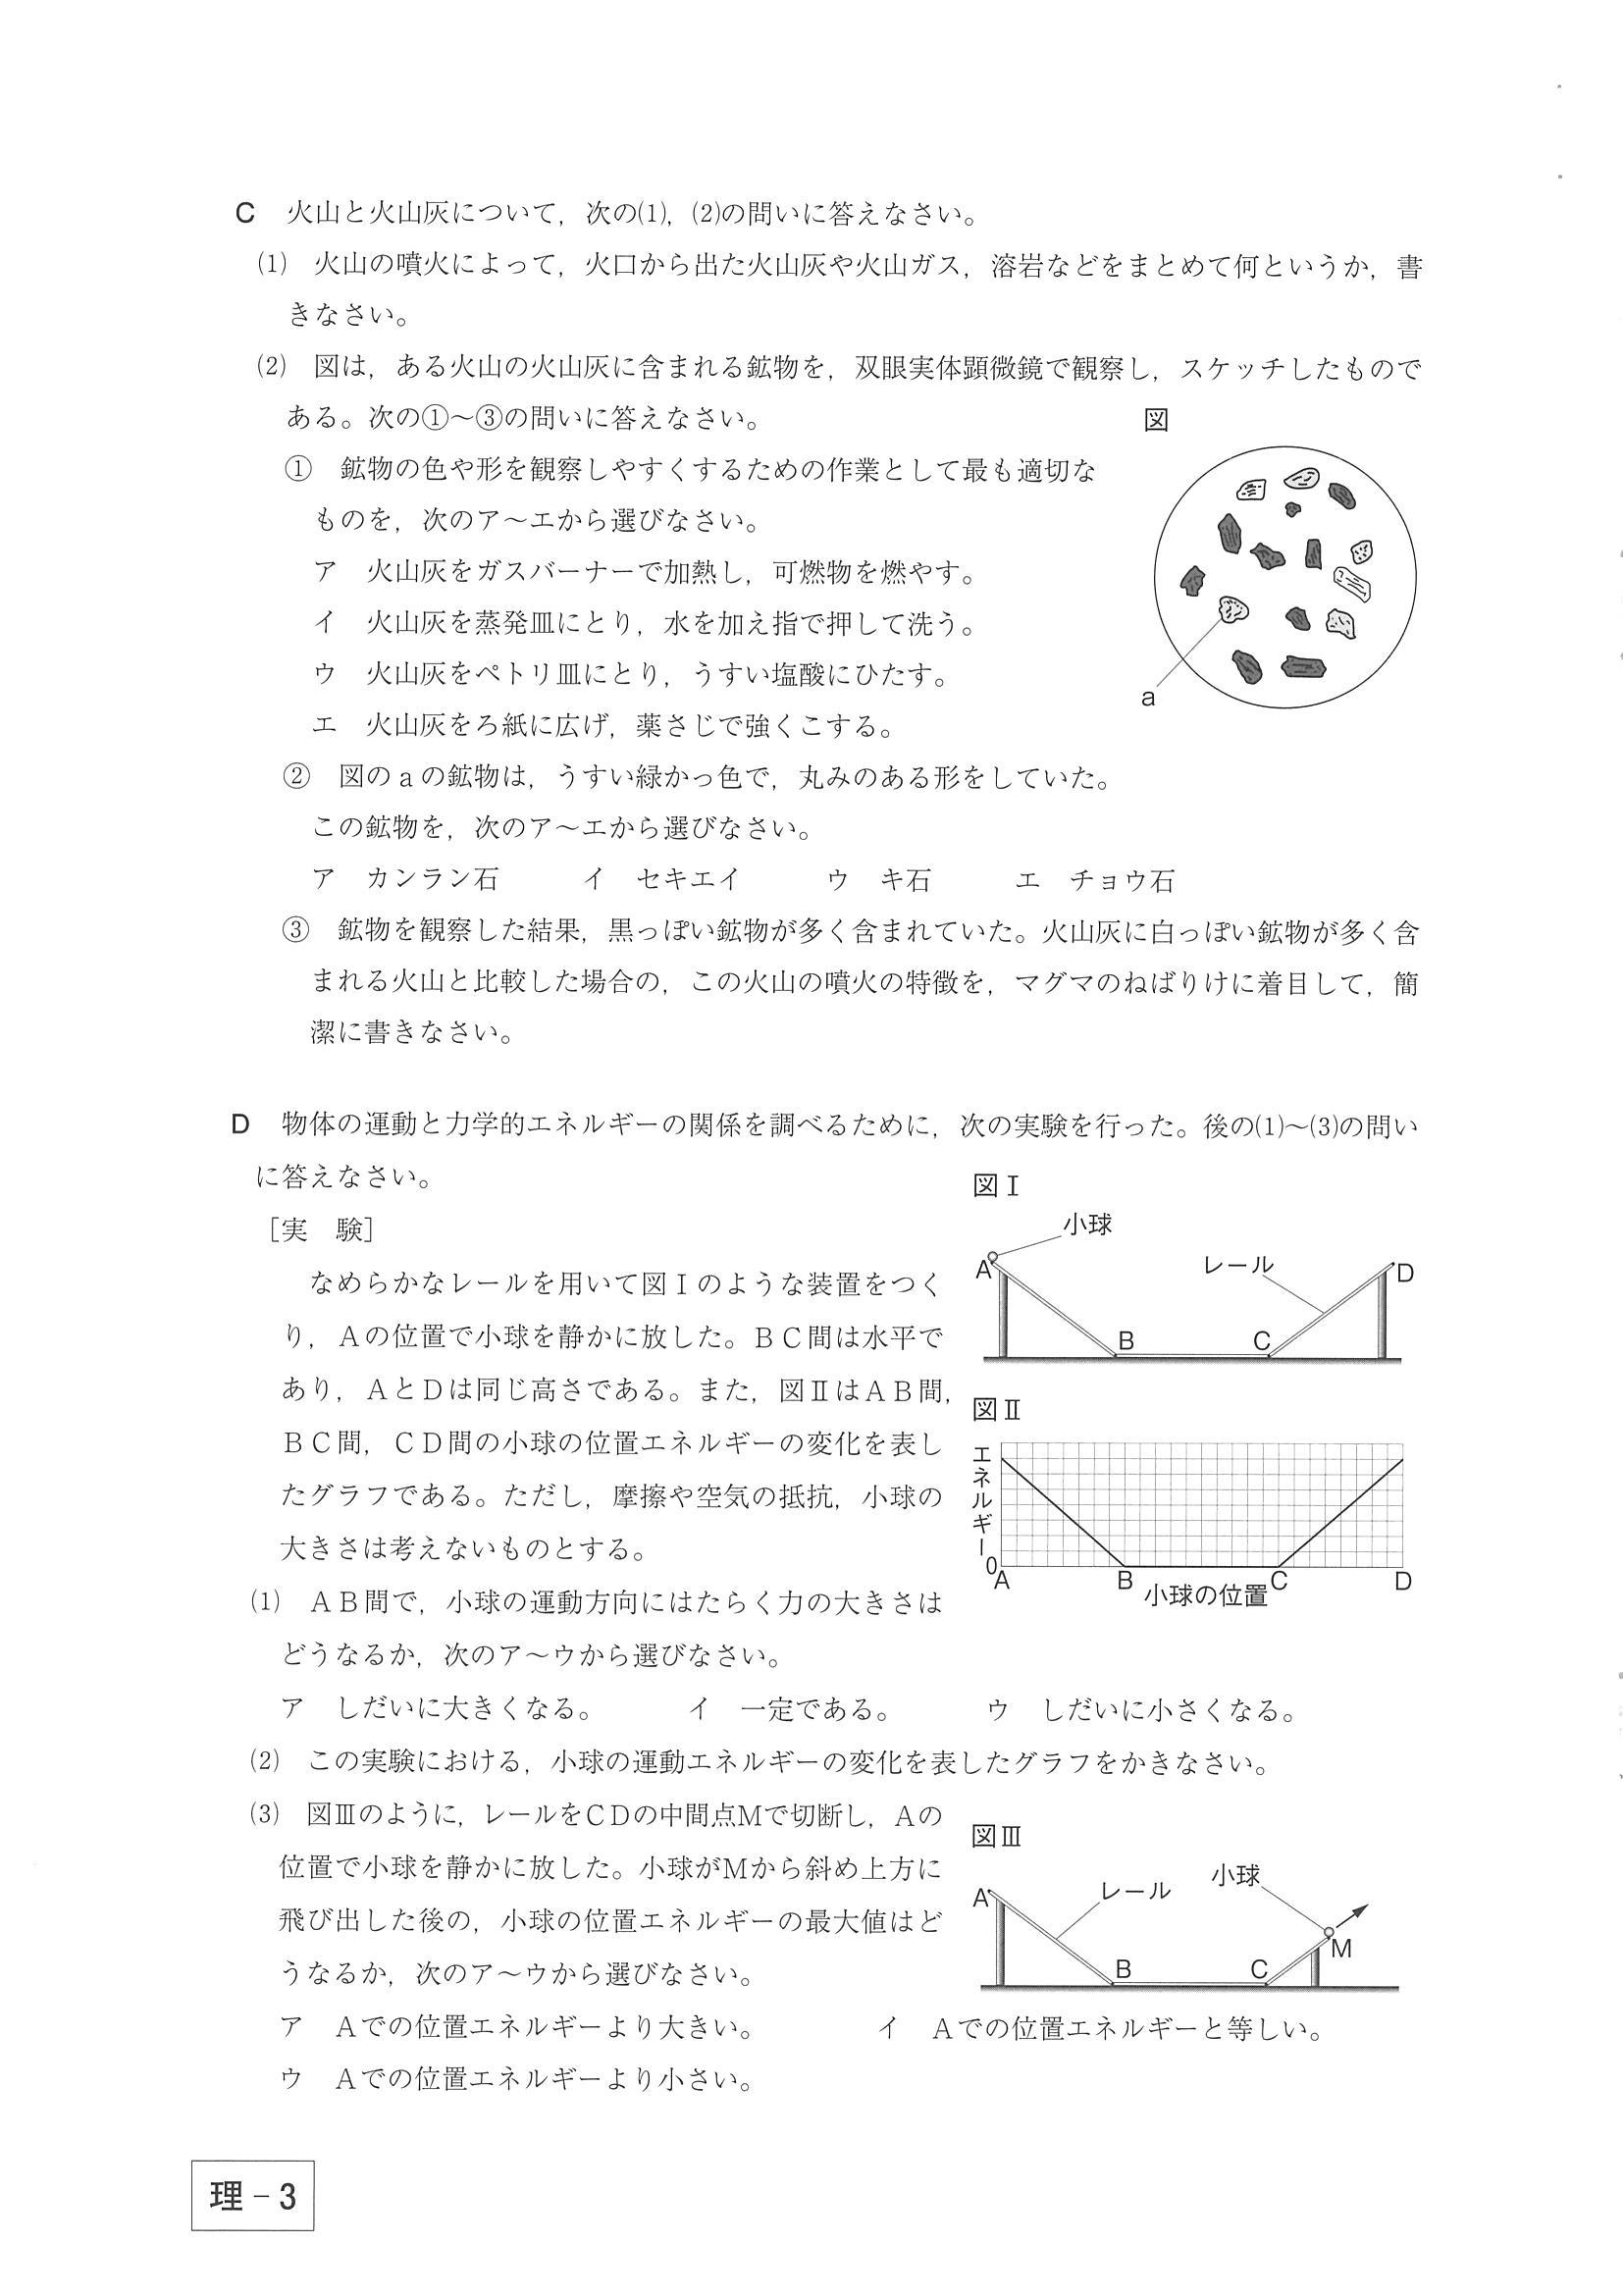 C　火山と火山灰について，次の⑴，⑵の問いに答えなさい。
⑴　火山の噴火によって，火口から出た火山灰や火山ガス，溶岩などをまとめて何というか，書
きなさい。
⑵　図は，ある火山の火山灰に含まれる鉱物を，双眼実体顕微鏡で観察し，スケッチしたもので
ある。次の①～③の問いに答えなさい。
図
①　鉱物の色や形を観察しやすくするための作業として最も適切な
ものを，次のア～エから選びなさい。
ア　火山灰をガスバーナーで加熱し，可燃物を燃やす。
イ　火山灰を蒸発皿にとり，水を加え指で押して洗う。
ウ　火山灰をペトリ皿にとり，うすい塩酸にひたす。
エ　火山灰をろ紙に広げ，薬さじで強くこする。
a
②　図のａの鉱物は，うすい緑かっ色で，丸みのある形をしていた。
この鉱物を，次のア～エから選びなさい。
ア　カンラン石　　　イ　セキエイ　　　ウ　キ石　　　エ　チョウ石
③　鉱物を観察した結果，黒っぽい鉱物が多く含まれていた。火山灰に白っぽい鉱物が多く含
まれる火山と比較した場合の，この火山の噴火の特徴を，マグマのねばりけに着目して，簡
潔に書きなさい。
D　物体の運動と力学的エネルギーの関係を調べるために，次の実験を行った。後の⑴～⑶の問い
に答えなさい。
［実　験］
なめらかなレールを用いて図Ⅰのような装置をつく
り，Ａの位置で小球を静かに放した。ＢＣ間は水平で
あり，ＡとＤは同じ高さである。また，図ⅡはＡＢ間，
ＢＣ間，ＣＤ間の小球の位置エネルギーの変化を表し
たグラフである。ただし，摩擦や空気の抵抗，小球の
大きさは考えないものとする。
図Ⅰ
小球
A
レール
D
B
C
図Ⅱ
エネルギー
0
A
B
小球の位置
C
D
⑴　ＡＢ間で，小球の運動方向にはたらく力の大きさは
どうなるか，次のア～ウから選びなさい。
ア　しだいに大きくなる。　　　イ　一定である。　　　ウ　しだいに小さくなる。
⑵　この実験における，小球の運動エネルギーの変化を表したグラフをかきなさい。
⑶　図Ⅲのように，レールをＣＤの中間点Ｍで切断し，Ａの
位置で小球を静かに放した。小球がＭから斜め上方に
飛び出した後の，小球の位置エネルギーの最大値はど
うなるか，次のア～ウから選びなさい。
図Ⅲ
小球
A
レール
M
B
C
ア　Ａでの位置エネルギーより大きい。　　　　イ　Ａでの位置エネルギーと等しい。
ウ　Ａでの位置エネルギーより小さい。
理－3